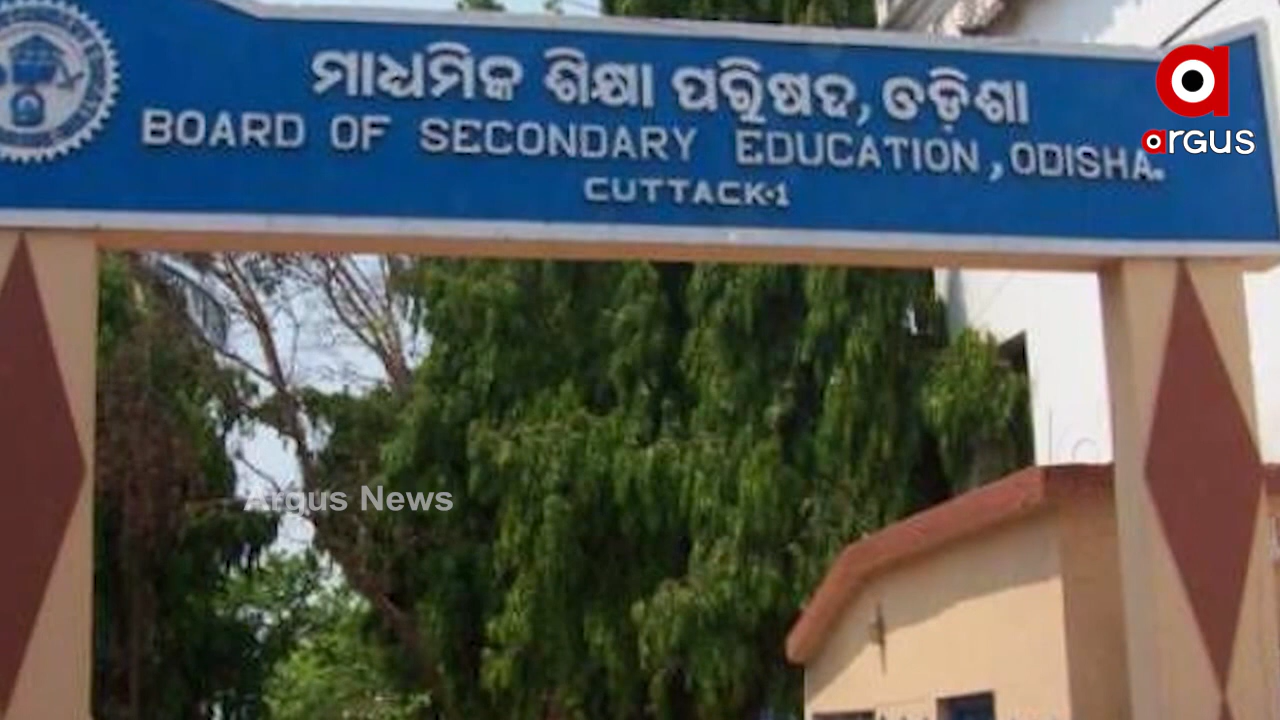 ମାଧ୍ୟମିକ ଶିକ୍ଷା ପରିଷଦ, ଓଡ଼ିଶା
BOARD OF SECONDARY EDUCATION, ODISHA.
CUTTACK-1
argus
Argus News